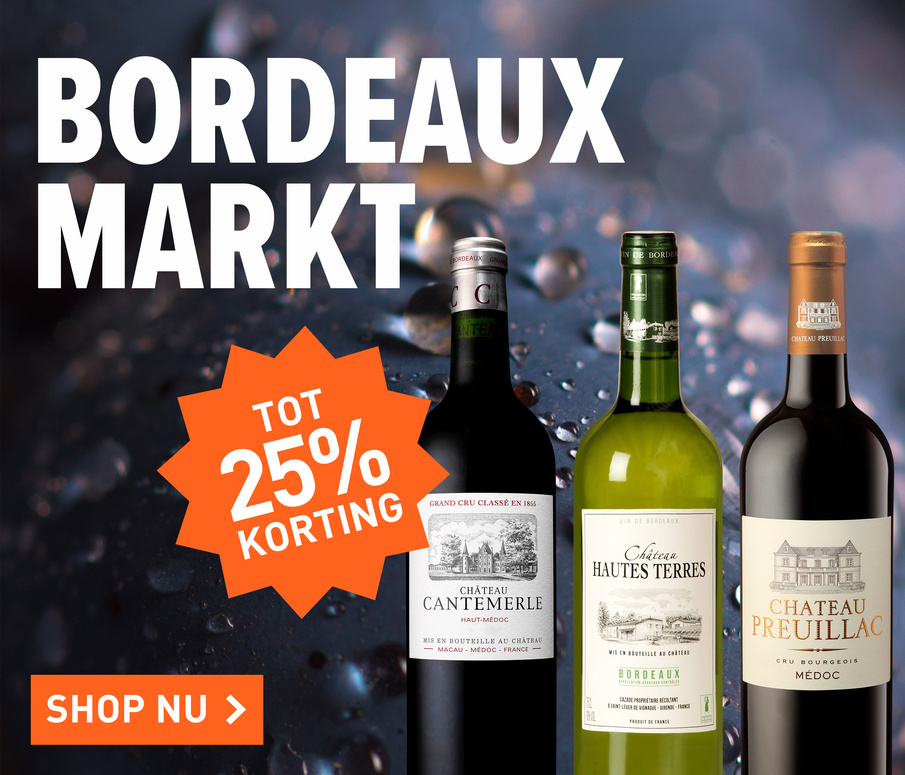 BORDEAUX
MARKT
TOT
25%
KORTING
SHOP NU
BORDEAUX
C C
GRAND CRU CLASSÉ EN 1855
CHÂTEAU
CANTEMERLE
HAUT-MÉDOC
MIS EN BOUTEILLE AU CHÂTEAU
MACAU - MÉDOC - FRANCE
VIN DE BORDEAUX
Château
HAUTES TERRES
MIS EN BOUTEILLE AU CHÂTEAU
BORDEAUX
CHATEAU PREUILLAC
CHATEAU
PREUILLAC
CRU BOURGEOIS
MÉDOC
PRODUIT DE FRANCE